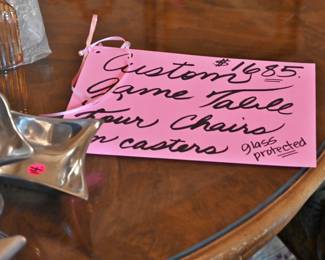 $1685.
Custom
Game Table
Four Chairs
on casters
glass
protected